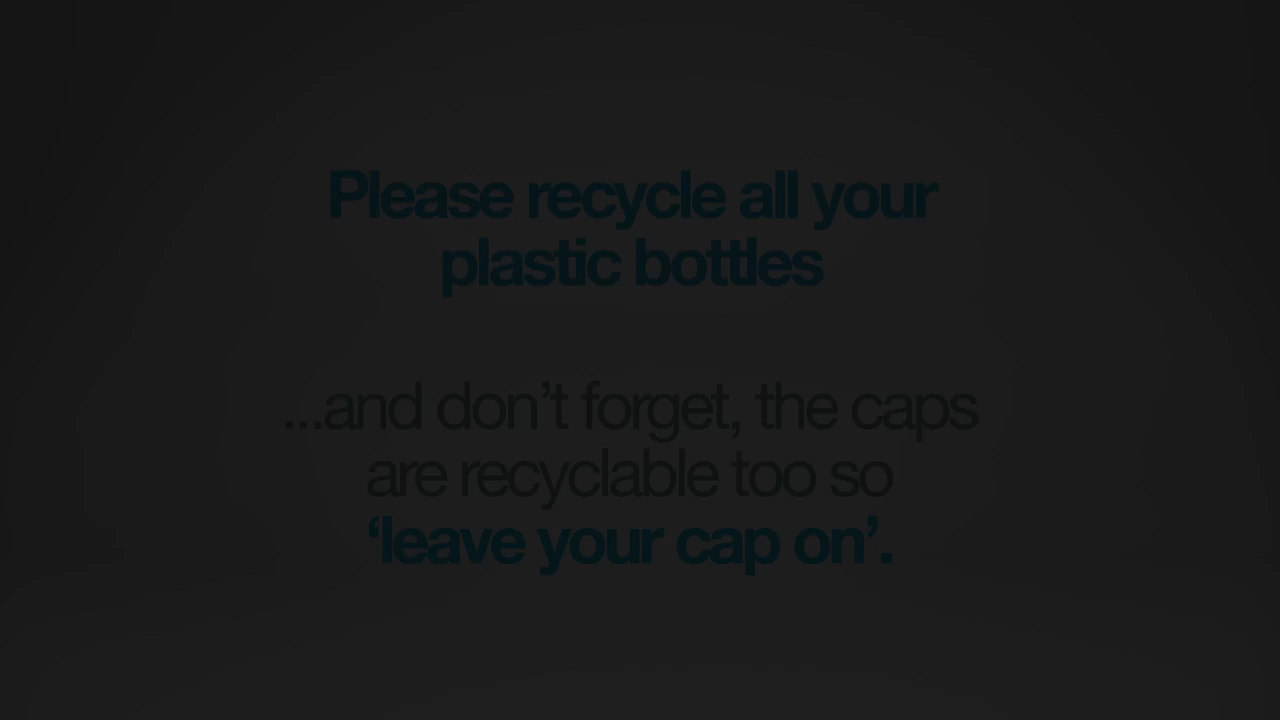 Please recycle all your
plastic bottles
...and don’t forget, the caps
are recyclable too so
‘leave your cap on’.